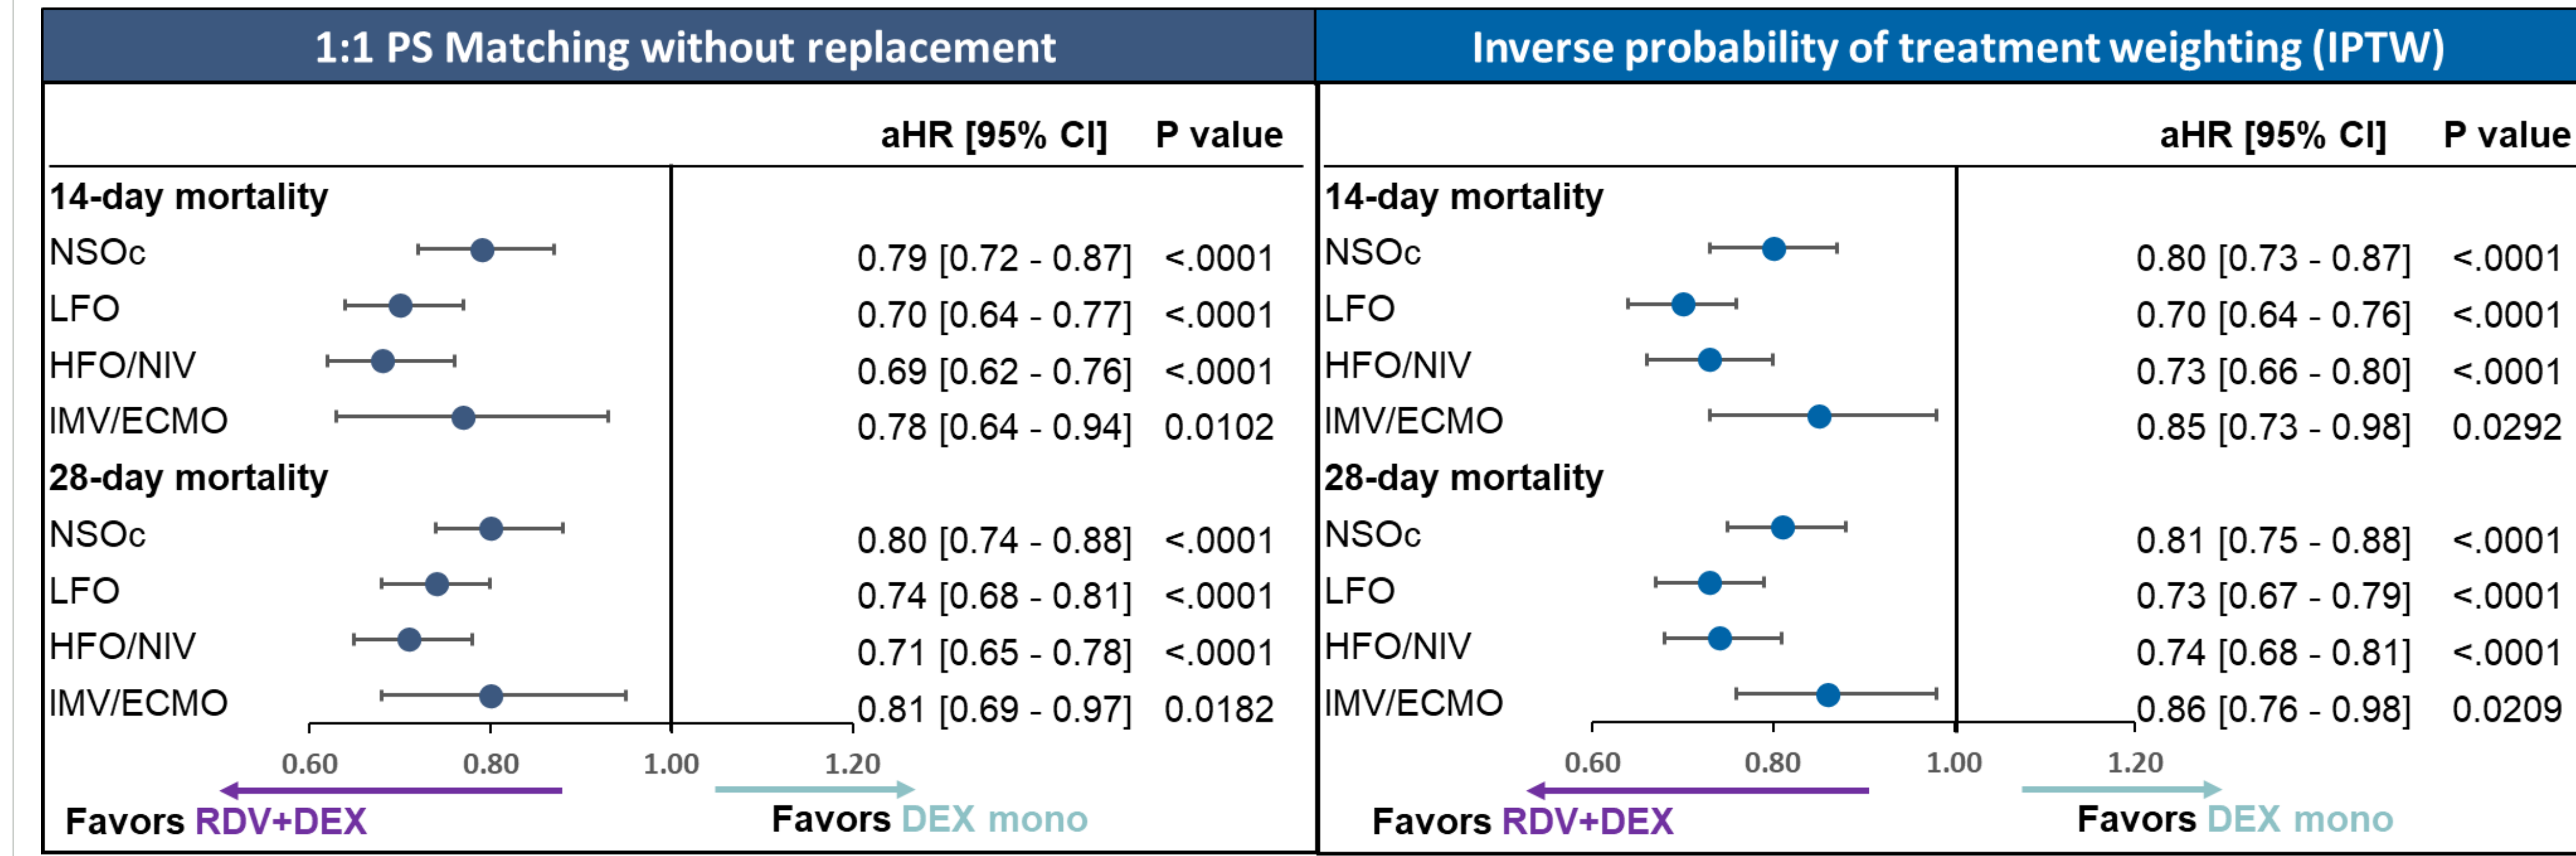 1:1 PS Matching without replacement
aHR [95% CI] P value
14-day mortality
NSOc 0.79 [0.72 - 0.87] <.0001
LFO 0.70 [0.64 - 0.77] <.0001
HFO/NIV 0.69 [0.62 - 0.76] <.0001
IMV/ECMO 0.78 [0.64 - 0.94] 0.0102
28-day mortality
NSOc 0.80 [0.74 - 0.88] <.0001
LFO 0.74 [0.68 - 0.81] <.0001
HFO/NIV 0.71 [0.65 - 0.78] <.0001
IMV/ECMO 0.81 [0.69 - 0.97] 0.0182
0.60 0.80 1.00 1.20
Favors RDV+DEX Favors DEX mono
Inverse probability of treatment weighting (IPTW)
aHR [95% CI] P value
14-day mortality
NSOc 0.80 [0.73 - 0.87] <.0001
LFO 0.70 [0.64 - 0.76] <.0001
HFO/NIV 0.73 [0.66 - 0.80] <.0001
IMV/ECMO 0.85 [0.73 - 0.98] 0.0292
28-day mortality
NSOc 0.81 [0.75 - 0.88] <.0001
LFO 0.73 [0.67 - 0.79] <.0001
HFO/NIV 0.74 [0.68 - 0.81] <.0001
IMV/ECMO 0.86 [0.76 - 0.98] 0.0209
0.60 0.80 1.00 1.20
Favors RDV+DEX Favors DEX mono